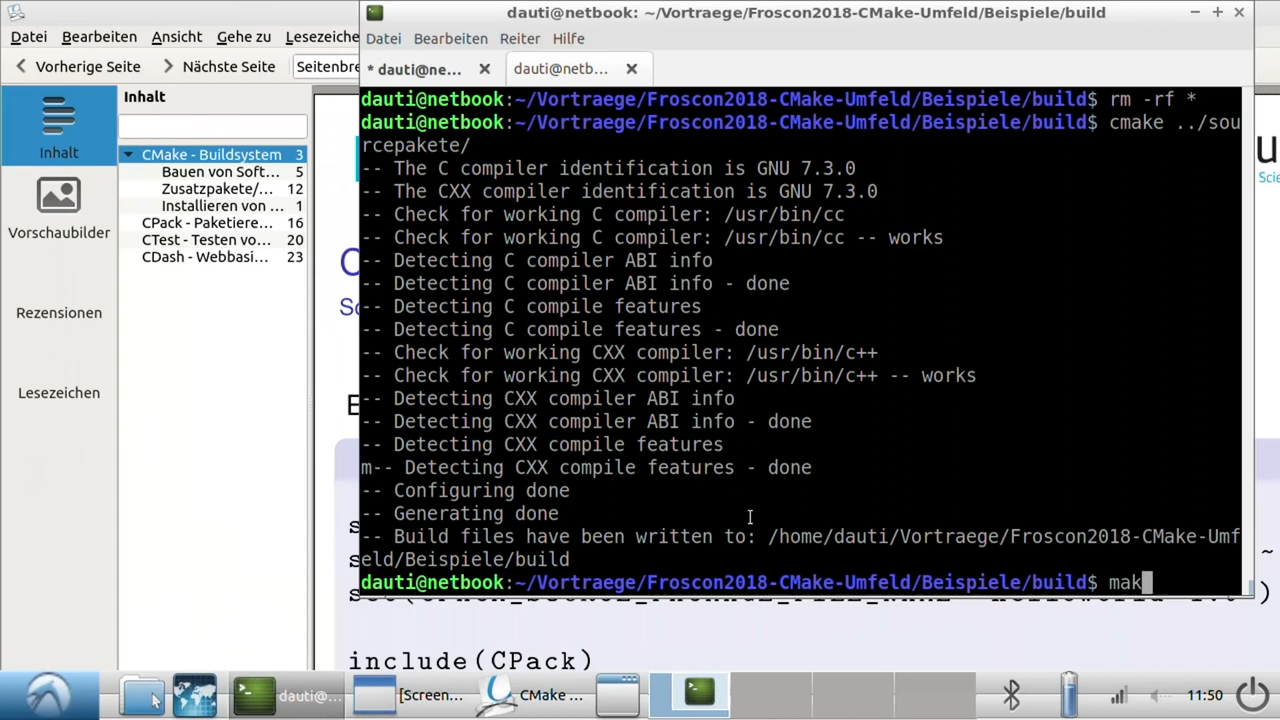 dauti@netbook: ~/Vortraege/Froscon2018-CMake-Umfeld/Beispiele/build
Datei Bearbeiten Ansicht Gehe zu Lesezeiche
Datei Bearbeiten Reiter Hilfe
Vorherige Seite Nächste Seite Seitenbre
* dauti@ne... dauti@netb...
Inhalt
Inhalt
Vorschaubilder
Rezensionen
Lesezeichen
CMake - Buildsystem 3
Bauen von Soft... 5
Zusatzpakete/... 12
Installieren von ... 1
CPack - Paketiere... 16
CTest - Testen vo... 20
CDash - Webbasi... 23
dauti@netbook:~/Vortraege/Froscon2018-CMake-Umfeld/Beispiele/build$ rm -rf *
dauti@netbook:~/Vortraege/Froscon2018-CMake-Umfeld/Beispiele/build$ cmake ../sou
rcepakete/
-- The C compiler identification is GNU 7.3.0
-- The CXX compiler identification is GNU 7.3.0
-- Check for working C compiler: /usr/bin/cc
-- Check for working C compiler: /usr/bin/cc -- works
-- Detecting C compiler ABI info
-- Detecting C compiler ABI info - done
-- Detecting C compile features
-- Detecting C compile features - done
-- Check for working CXX compiler: /usr/bin/c++
-- Check for working CXX compiler: /usr/bin/c++ -- works
-- Detecting CXX compiler ABI info
-- Detecting CXX compiler ABI info - done
-- Detecting CXX compile features
m-- Detecting CXX compile features - done
-- Configuring done
-- Generating done
-- Build files have been written to: /home/dauti/Vortraege/Froscon2018-CMake-Umf
eld/Beispiele/build
dauti@netbook:~/Vortraege/Froscon2018-CMake-Umfeld/Beispiele/build$ mak
include(CPack)
dauti@... [Screen... CMake ... 11:50